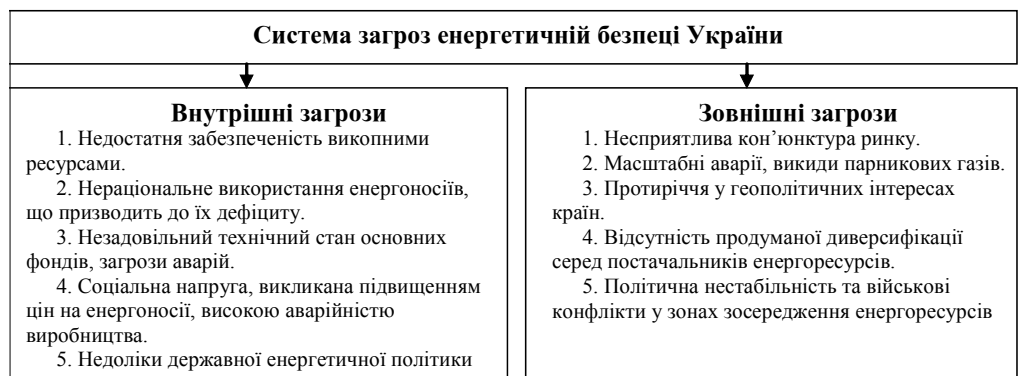 Система загроз енергетичній безпеці України
Внутрішні загрози
1. Недостатня забезпеченість викопними
ресурсами.
2. Нераціональне використання енергоносіїв,
що призводить до їх дефіциту.
3. Незадовільний технічний стан основних
фондів, загрози аварій.
4. Соціальна напруга, викликана підвищенням
цін на енергоносії, високою аварійністю
виробництва.
5. Недоліки державної енергетичної політики
Зовнішні загрози
1. Несприятлива кон’юнктура ринку.
2. Масштабні аварії, викиди парникових газів.
3. Протиріччя у геополітичних інтересах
країн.
4. Відсутність продуманої диверсифікації
серед постачальників енергоресурсів.
5. Політична нестабільність та військові
конфлікти у зонах зосередження енергоресурсів